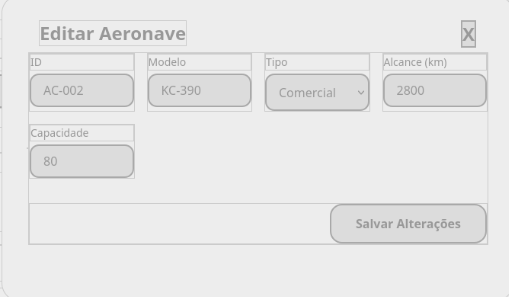 Editar Aeronave
X
ID
Modelo
Tipo
Alcance (km)
AC-002
KC-390
Comercial
2800
Capacidade
80
Salvar Alterações